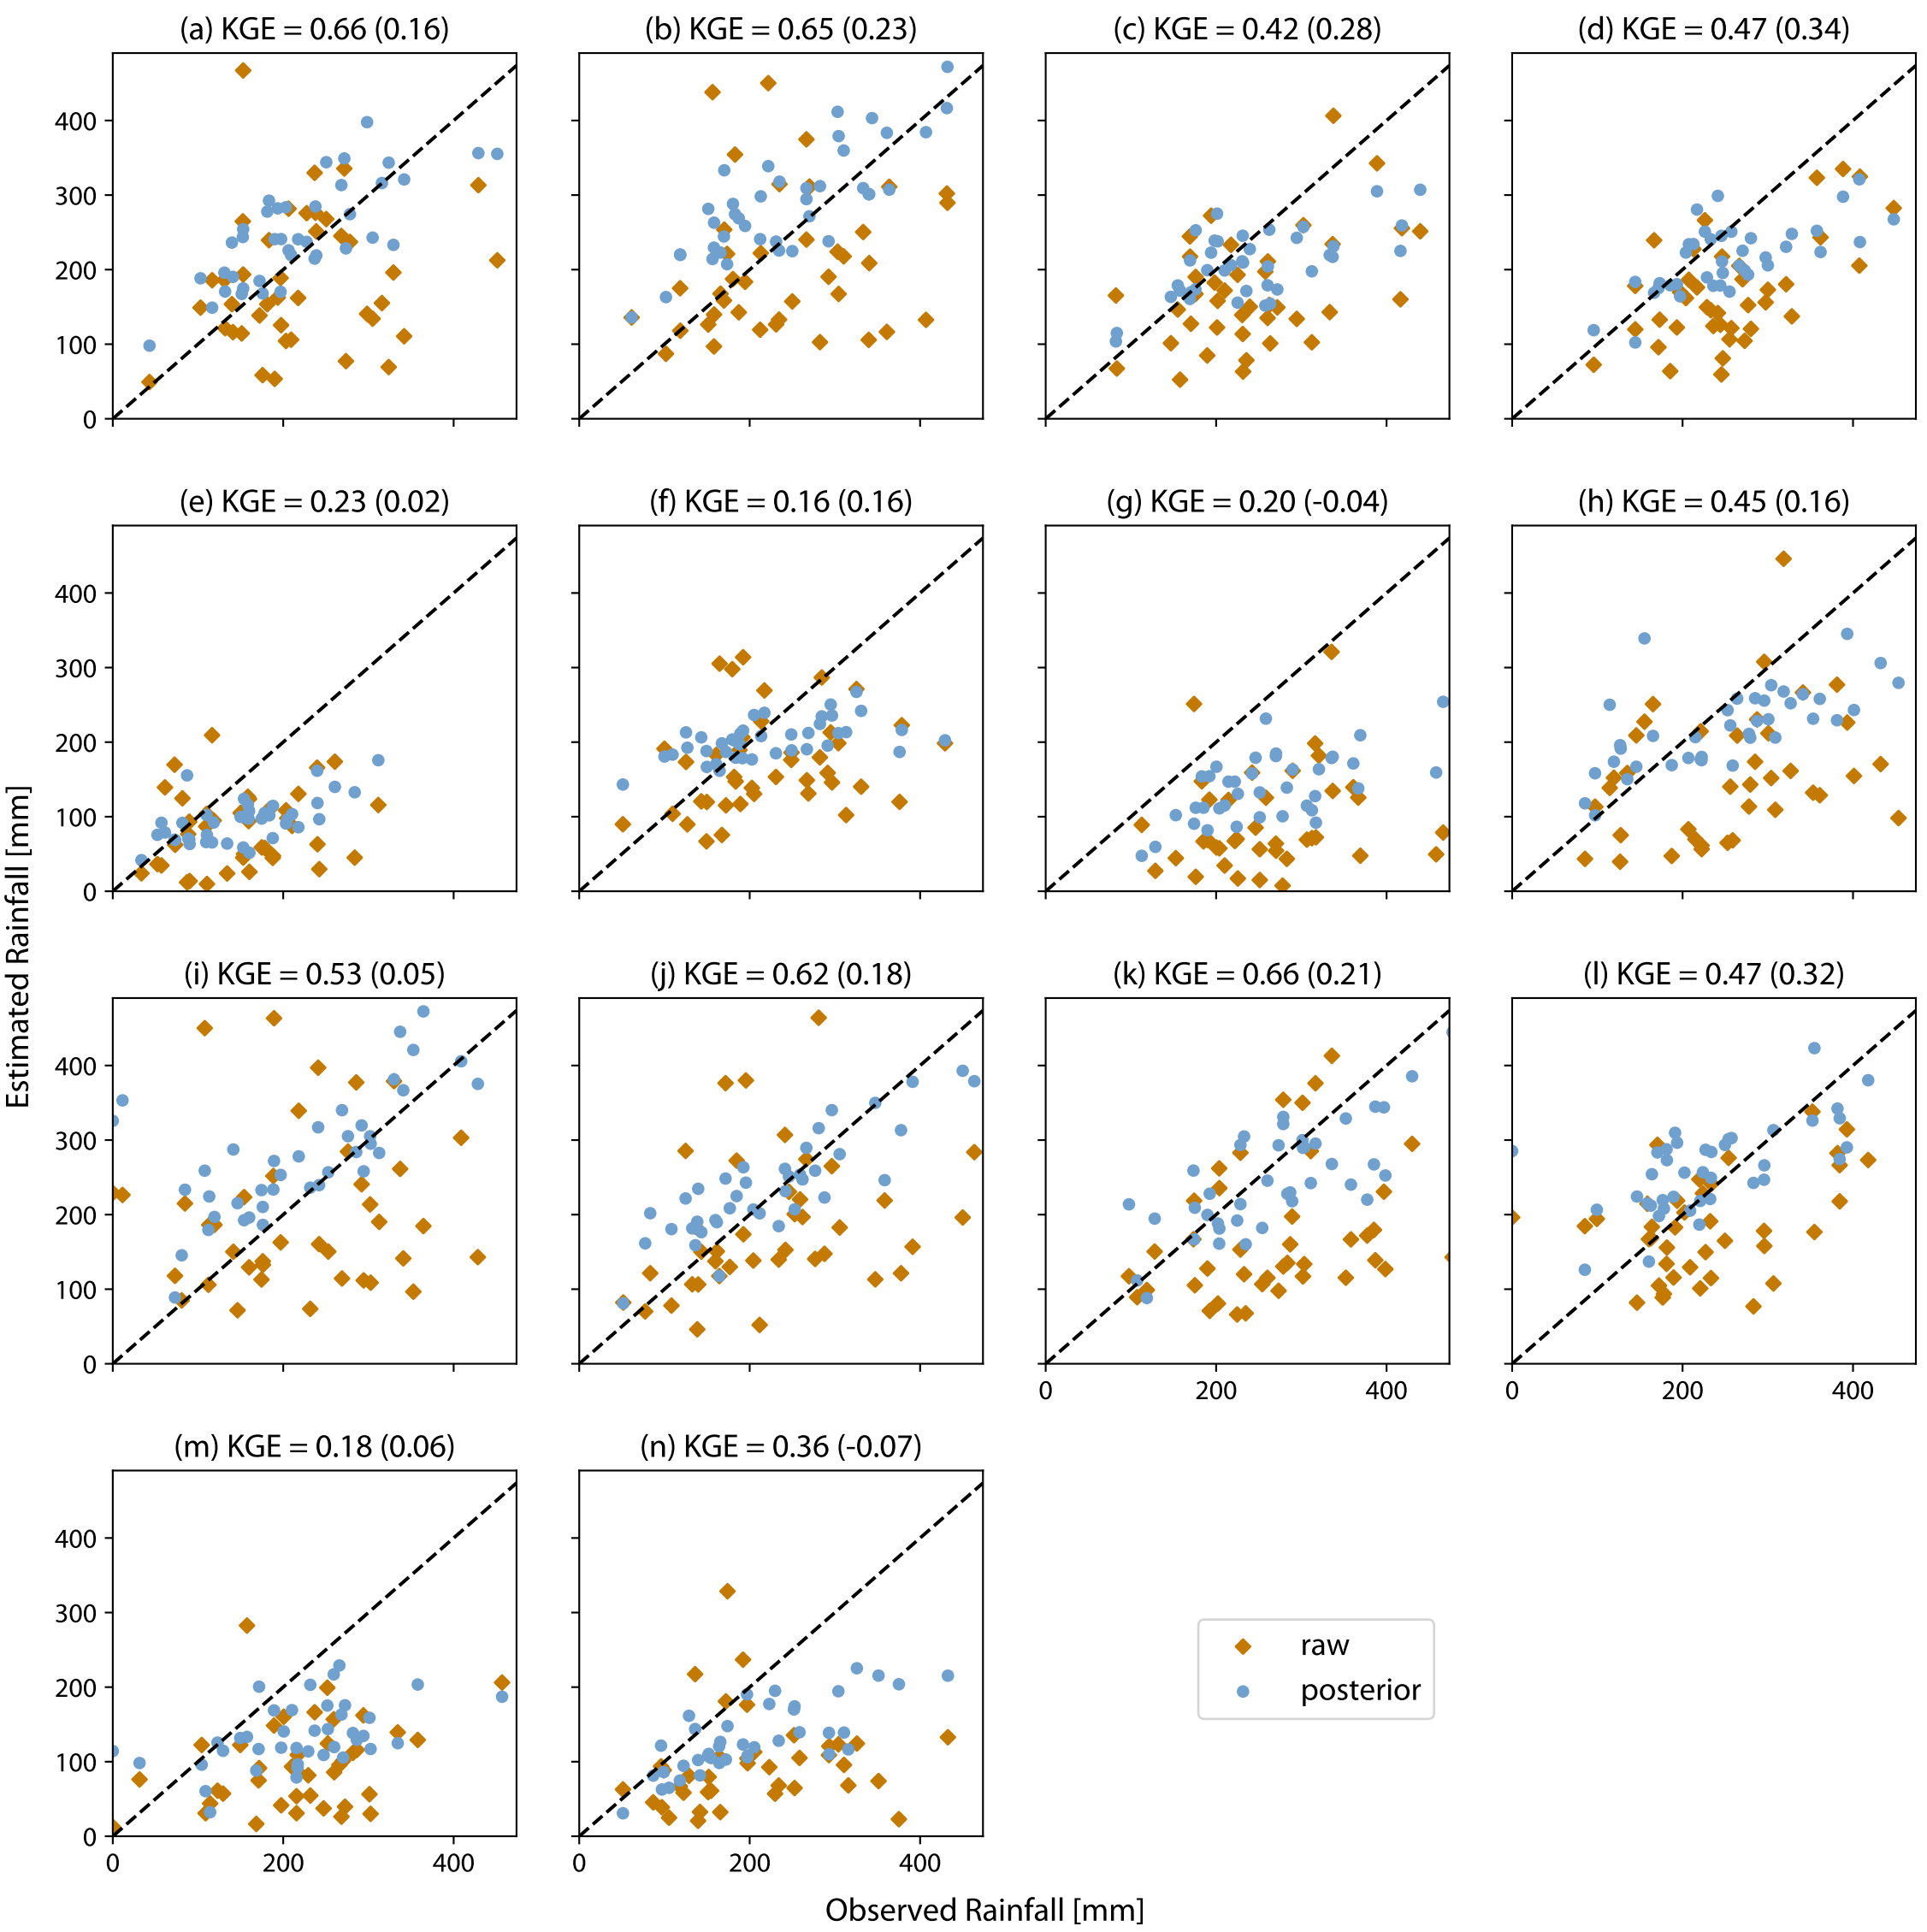 (a) KGE = 0.66 (0.16)
(b) KGE = 0.65 (0.23)
(c) KGE = 0.42 (0.28)
(d) KGE = 0.47 (0.34)
400
300
200
100
0
(e) KGE = 0.23 (0.02)
(f) KGE = 0.16 (0.16)
(g) KGE = 0.20 (-0.04)
(h) KGE = 0.45 (0.16)
400
300
200
100
0
Estimated Rainfall [mm]
(i) KGE = 0.53 (0.05)
(j) KGE = 0.62 (0.18)
(k) KGE = 0.66 (0.21)
(l) KGE = 0.47 (0.32)
400
300
200
100
0
0 200 400
0 200 400
(m) KGE = 0.18 (0.06)
(n) KGE = 0.36 (-0.07)
400
300
200
100
0
0 200 400
0 200 400
raw
posterior
Observed Rainfall [mm]